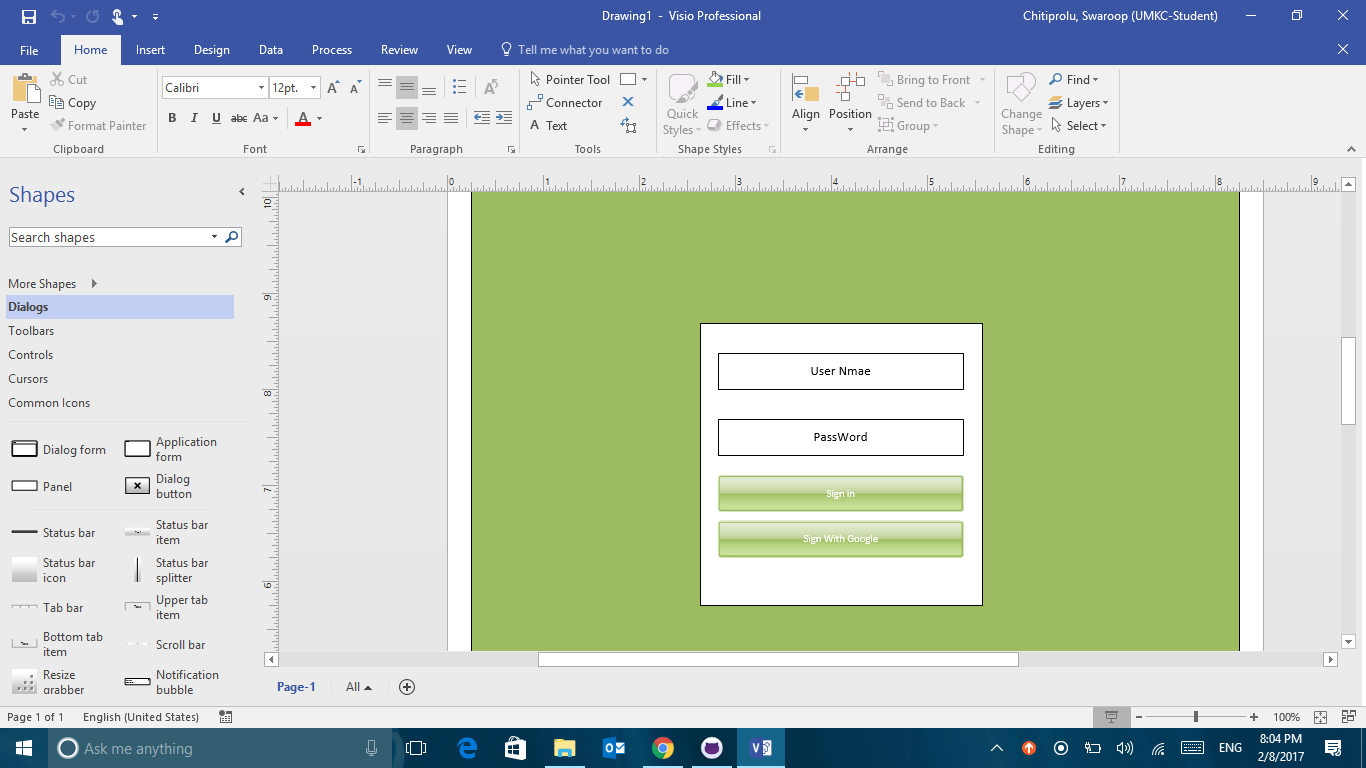 Drawing1 - Visio Professional
Chitiprolu, Swaroop (UMKC-Student)
File Home Insert Design Data Process Review View Tell me what you want to do
Paste
Cut
Copy
Format Painter
Clipboard
Calibri 12pt. A A
B I U abc Aa A
Font
A
Paragraph
Pointer Tool
Connector
A Text
Tools
Quick
Styles
Fill
Line
Effects
Shape Styles
Align
Position
Bring to Front
Send to Back
Group
Arrange
Change
Shape
Find
Layers
Select
Editing
Shapes
Search shapes
More Shapes
Dialogs
Toolbars
Controls
Cursors
Common Icons
Dialog form
Application
form
Panel
Dialog
button
Status bar
Status bar
item
Status bar
icon
Status bar
splitter
Tab bar
Upper tab
item
Bottom tab
item
Scroll bar
Resize
grabber
Notification
bubble
-1 0 1 2 3 4 5 6 7 8 9
10
9
8
7
6
User Nmae
PassWord
Sign in
Sign With Google
Page-1 All
Page 1 of 1 English (United States)
100%
Ask me anything
ENG
8:04 PM
2/8/2017